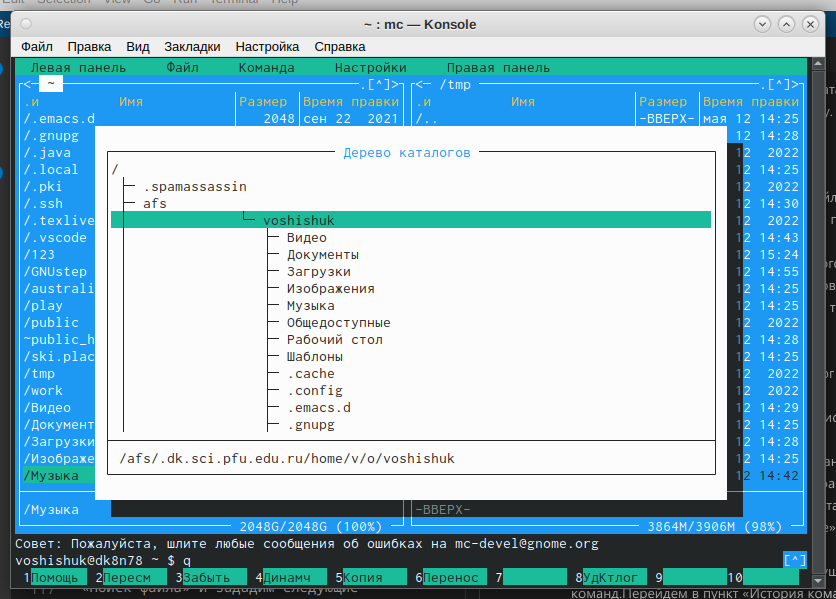 Edit Selection View Go Run Terminal Help
~ : mc — Konsole
Файл Правка Вид Закладки Настройка Справка
Левая панель Файл Команда Настройки Правая панель
<─ ~ .[^]> <─ /tmp .[^]>
.и Имя Размер Время правки .и Имя Размер Время правки
/.emacs.d 2048 сен 22 2021 /.. -ВВЕРХ- мая 12 14:25
/.gnupg 12 14:28
/.java Дерево каталогов 12 2022
/.local / 12 14:25
/.pki .spamassassin 12 2022
/.ssh afs 12 14:30
/.texlive voshishuk 12 2022
/.vscode Видео 12 14:43
/123 Документы 12 15:24
/GNUstep Загрузки 12 14:55
/australi Изображения 12 14:25
/play Музыка 12 14:25
/public Общедоступные 12 2022
~public_h Рабочий стол 12 14:28
/ski.plac Шаблоны 12 14:25
/tmp .cache 12 2022
/work .config 12 2022
/Видео .emacs.d 12 14:29
/Документ .gnupg 12 14:25
/Загрузки 12 14:28
/Изображе /afs/.dk.sci.pfu.edu.ru/home/v/o/voshishuk 12 14:25
/Музыка 12 14:42
/Музыка -ВВЕРХ-
2048G/2048G (100%) 3864M/3906M (98%)
Совет: Пожалуйста, шлите любые сообщения об ошибках на mc-devel@gnome.org
voshishuk@dk8n78 ~ $ q [^]
1Помощь 2Пересм 3Забыть 4Динамч 5Копия 6Перенос 7 8УдКтлог 9 10
«Поиск файла» и зададим следующие
команд.Перейдем в пункт «История кома